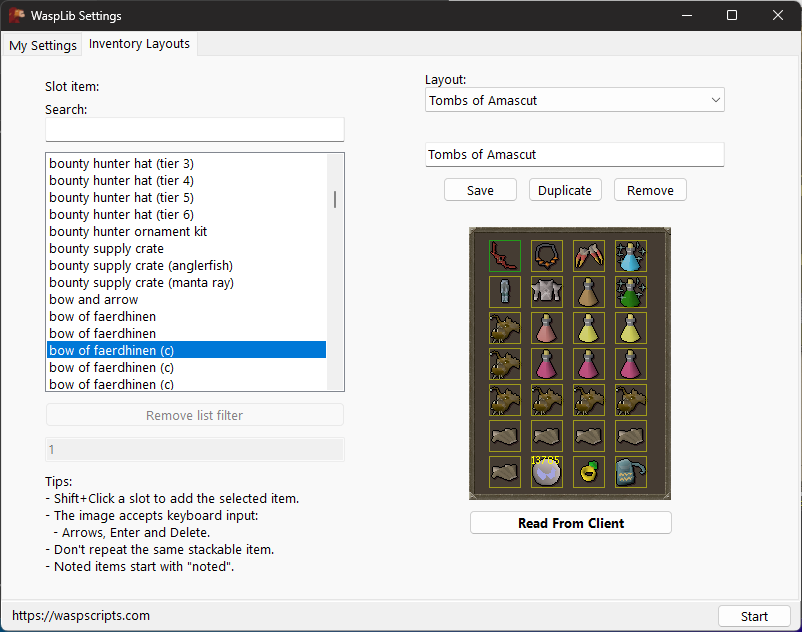 WaspLib Settings
My Settings
Inventory Layouts
Slot item:
Search:
bounty hunter hat (tier 3)
bounty hunter hat (tier 4)
bounty hunter hat (tier 5)
bounty hunter hat (tier 6)
bounty hunter ornament kit
bounty supply crate
bounty supply crate (anglerfish)
bounty supply crate (manta ray)
bow and arrow
bow of faerdhinen
bow of faerdhinen
bow of faerdhinen (c)
bow of faerdhinen (c)
bow of faerdhinen (c)
Remove list filter
1
Tips:
- Shift+Click a slot to add the selected item.
- The image accepts keyboard input:
- Arrows, Enter and Delete.
- Don't repeat the same stackable item.
- Noted items start with "noted".
Layout:
Tombs of Amascut
Tombs of Amascut
Save
Duplicate
Remove
13765
Read From Client
https://waspscripts.com
Start